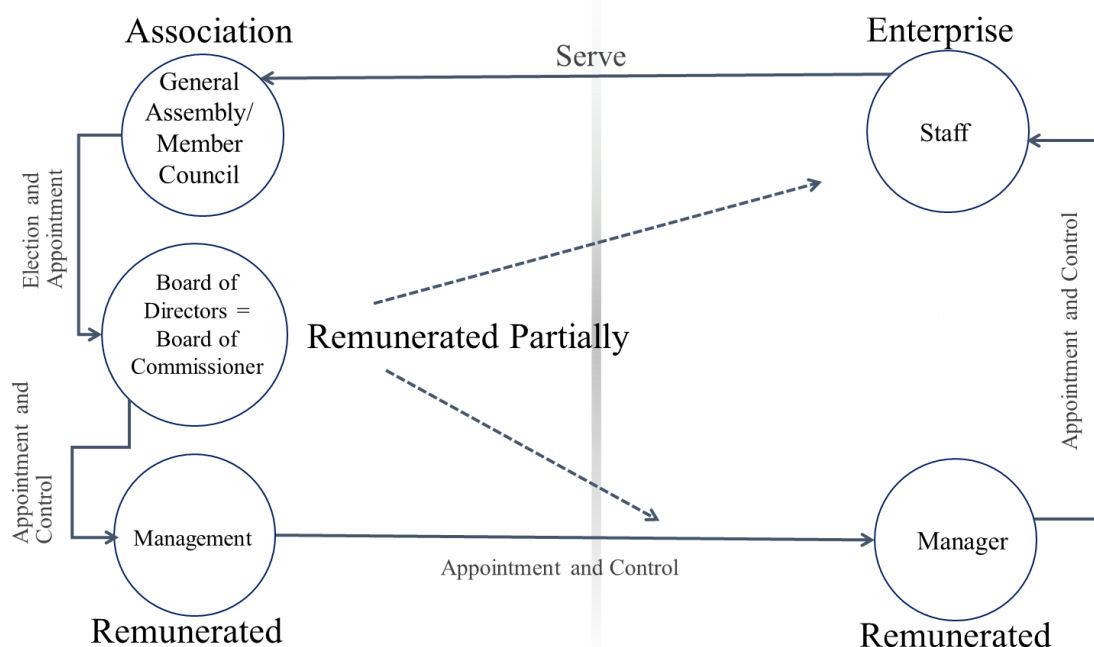 Association
Enterprise
Serve
General
Assembly/
Member
Council
Staff
Election and
Appointment
Board of
Directors =
Board of
Commissioner
Remunerated Partially
Appointment and Control
Appointment and
Control
Management
Manager
Appointment and Control
Remunerated
Remunerated